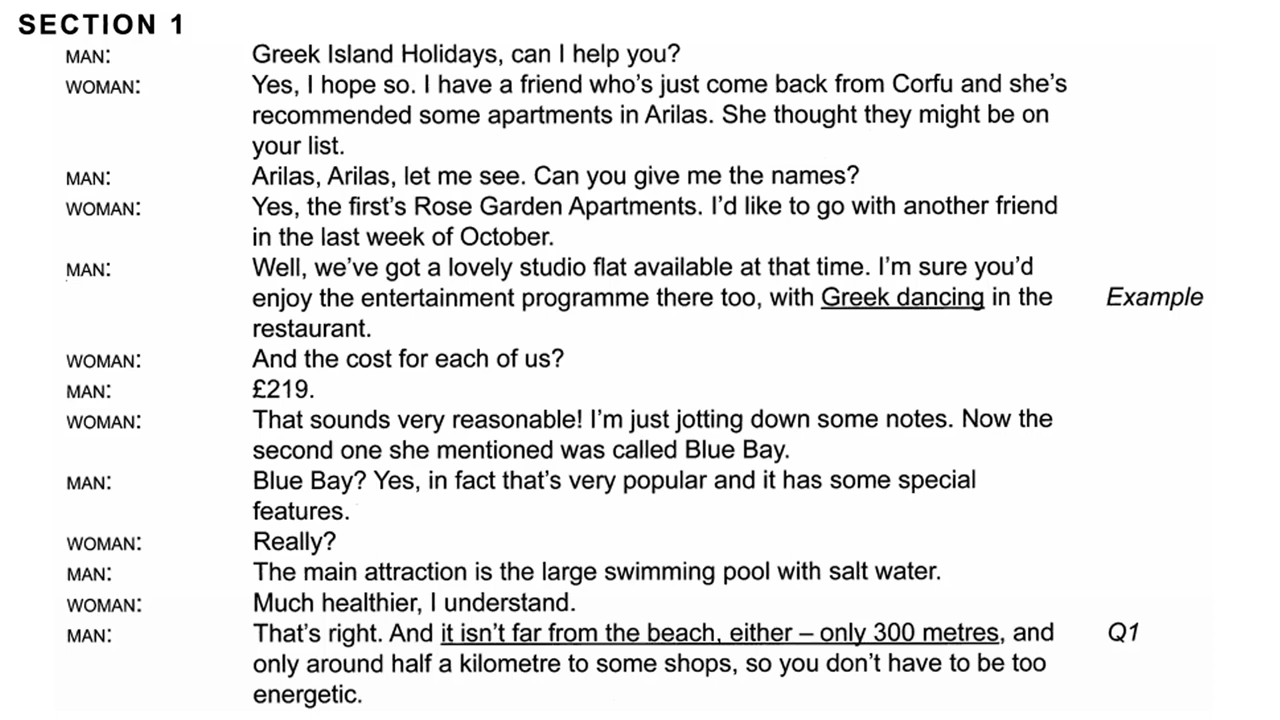 SECTION 1
MAN: Greek Island Holidays, can I help you?
WOMAN: Yes, I hope so. I have a friend who's just come back from Corfu and she's
recommended some apartments in Arilas. She thought they might be on
your list.
MAN: Arilas, Arilas, let me see. Can you give me the names?
WOMAN: Yes, the first's Rose Garden Apartments. I'd like to go with another friend
in the last week of October.
MAN: Well, we've got a lovely studio flat available at that time. I'm sure you'd
enjoy the entertainment programme there too, with Greek dancing in the Example
restaurant.
WOMAN: And the cost for each of us?
MAN: £219.
WOMAN: That sounds very reasonable! I'm just jotting down some notes. Now the
second one she mentioned was called Blue Bay.
MAN: Blue Bay? Yes, in fact that's very popular and it has some special
features.
WOMAN: Really?
MAN: The main attraction is the large swimming pool with salt water.
WOMAN: Much healthier, I understand.
MAN: That's right. And it isn't far from the beach, either – only 300 metres, and Q1
only around half a kilometre to some shops, so you don't have to be too
energetic.